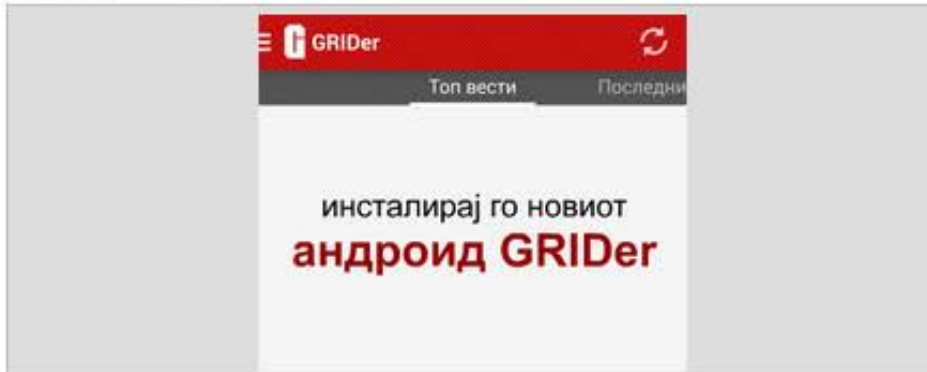 GRIDer
Топ вести Последни
инсталирај го новиот
андроид GRIDer